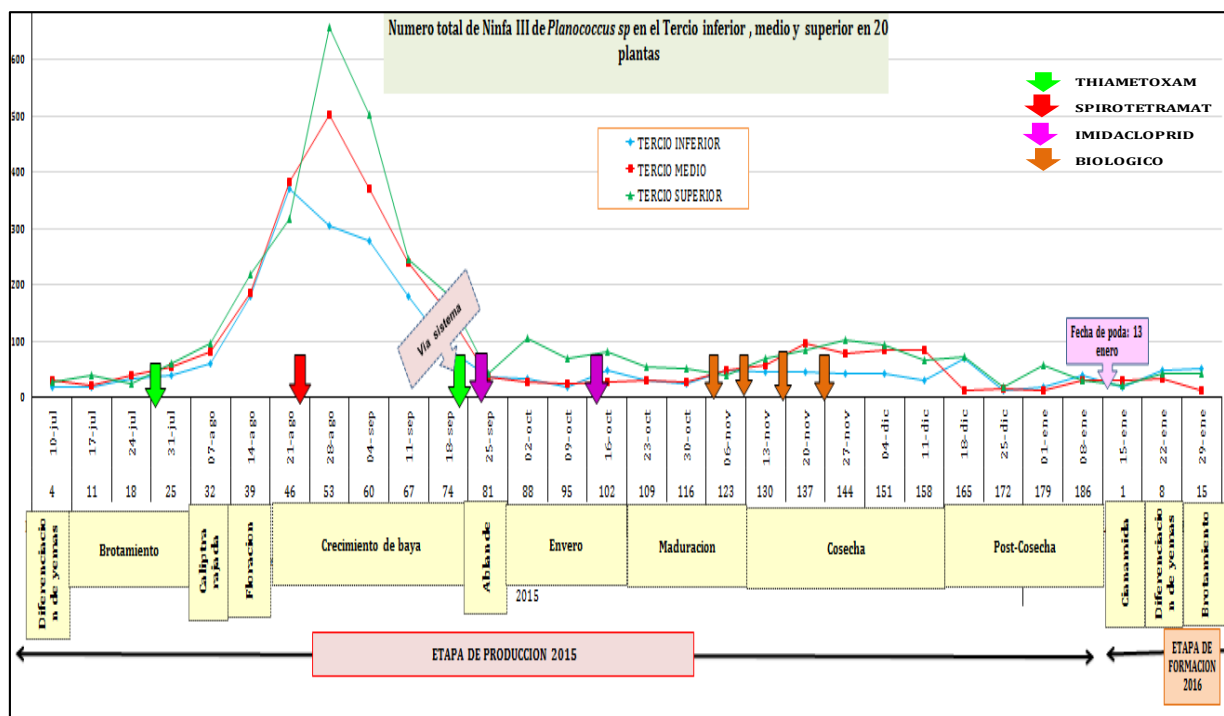 Numero total de Ninfa III de Planococcus sp en el Tercio inferior , medio y superior en 20
plantas
THIAMETOXAM
SPIROTETRAMAT
IMIDACLOPRID
BIOLOGICO
TERCIO INFERIOR
TERCIO MEDIO
TERCIO SUPERIOR
600
500
400
300
200
100
0
Via sistema
Fecha de poda: 13
enero
10-jul
17-jul
24-jul
31-jul
07-ago
14-ago
21-ago
28-ago
04-sep
11-sep
18-sep
25-sep
02-oct
09-oct
16-oct
23-oct
30-oct
06-nov
13-nov
20-nov
27-nov
04-dic
11-dic
18-dic
25-dic
01-ene
08-ene
15-ene
22-ene
29-ene
4 11 18 25 32 39 46 53 60 67 74 81 88 95 102 109 116 123 130 137 144 151 158 165 172 179 186 1 8 15
Diferenciacio
n de yemas
Brotamiento
Caliptra
rajada
Floracion
Crecimiento de baya
Ablande
Envero
Maduracion
Cosecha
Post-Cosecha
Cianamida
Diferenciacio
n de yemas
Brotamiento
2015
ETAPA DE PRODUCCION 2015
ETAPA DE
FORMACION
2016